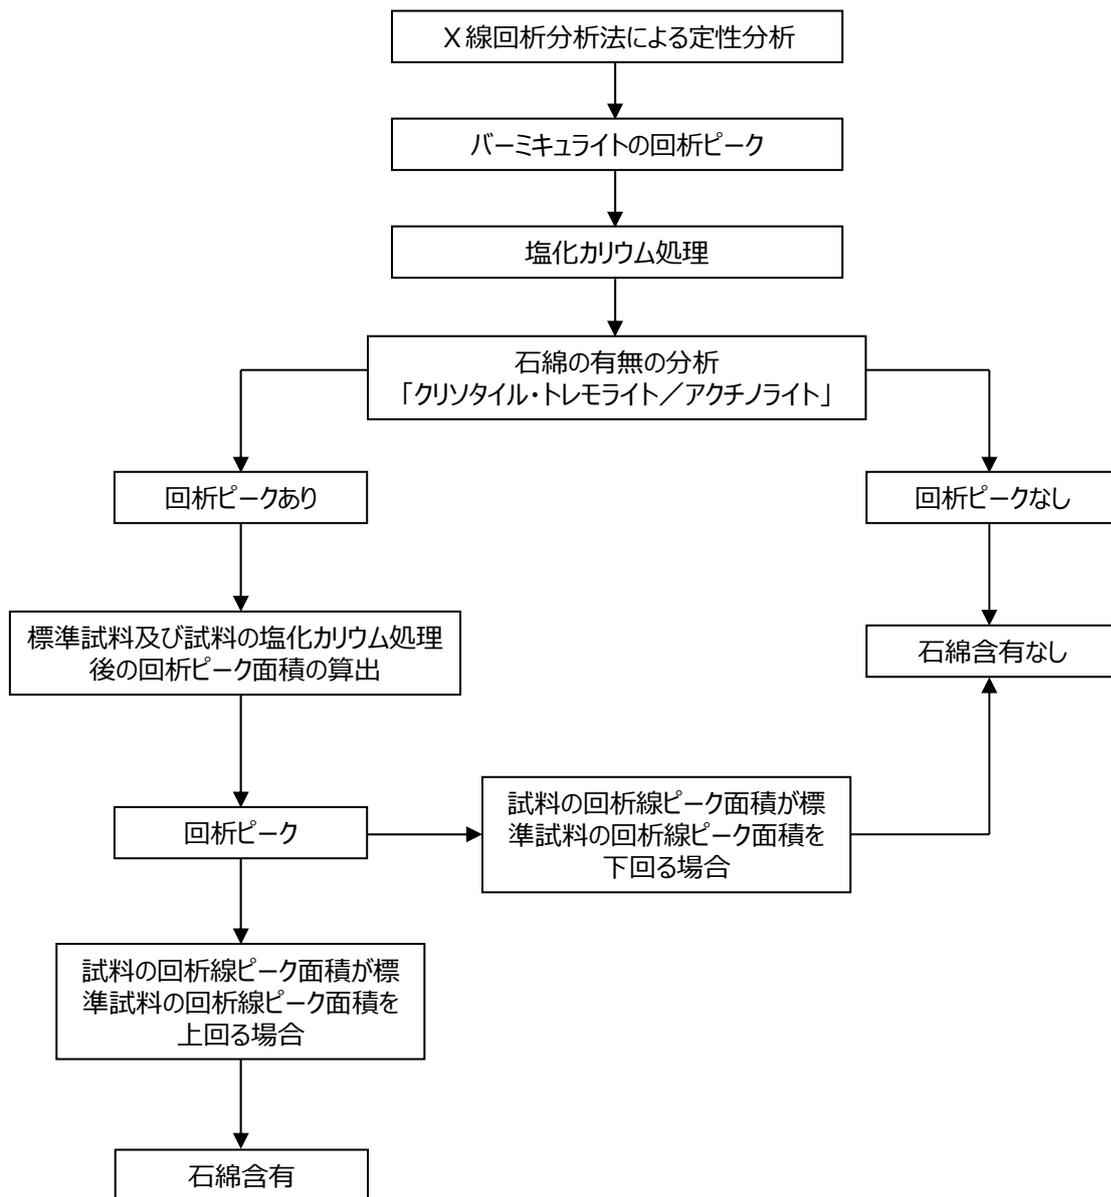 X線回析分析法による定性分析
バーミキュライトの回析ピーク
塩化カリウム処理
石綿の有無の分析
「クリソタイル・トレモライト／アクチノライト」
回析ピークあり
回析ピークなし
標準試料及び試料の塩化カリウム処理
後の回析ピーク面積の算出
石綿含有なし
回析ピーク
試料の回析線ピーク面積が標
準試料の回析線ピーク面積を
下回る場合
試料の回析線ピーク面積が標
準試料の回析線ピーク面積を
上回る場合
石綿含有